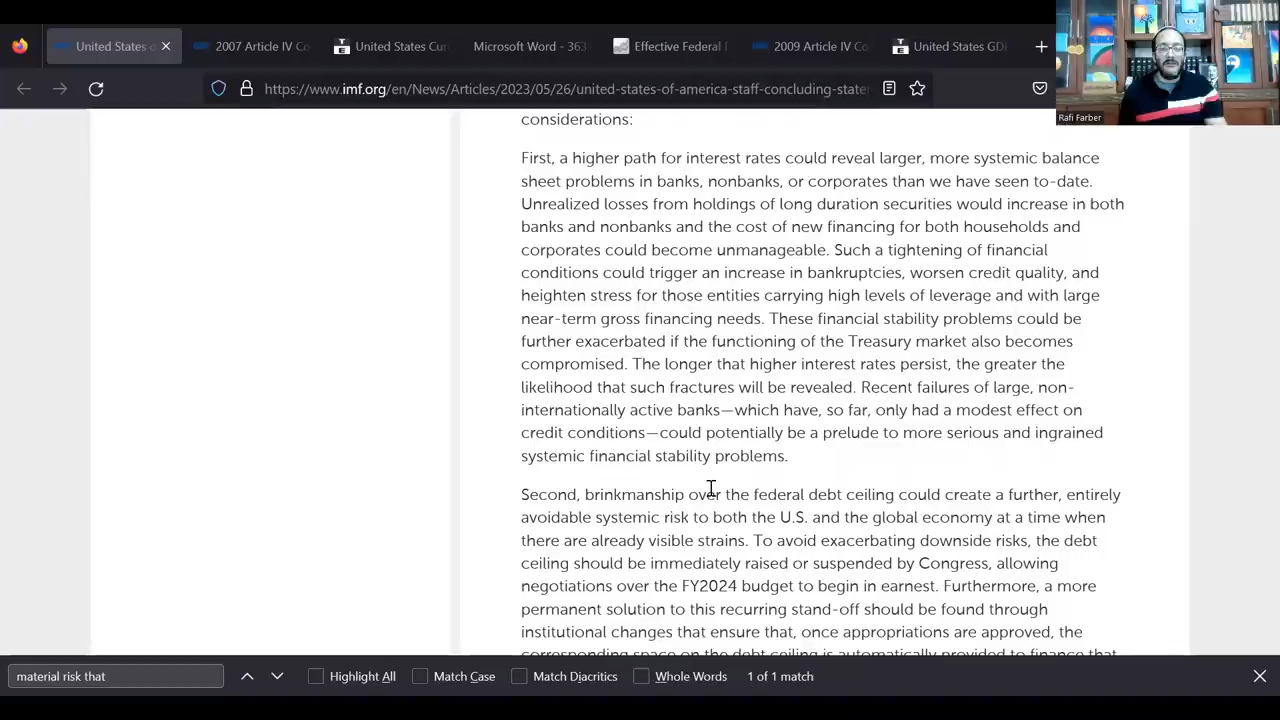 United States o
2007 Article IV Co
United States Cur
Microsoft Word - 363
Effective Federal F
2009 Article IV Co
United States GD
https://www.imf.org/en/News/Articles/2023/05/26/united-states-of-america-staff-concluding-state
Rafi Farber
considerations:
First, a higher path for interest rates could reveal larger, more systemic balance
sheet problems in banks, nonbanks, or corporates than we have seen to-date.
Unrealized losses from holdings of long duration securities would increase in both
banks and nonbanks and the cost of new financing for both households and
corporates could become unmanageable. Such a tightening of financial
conditions could trigger an increase in bankruptcies, worsen credit quality, and
heighten stress for those entities carrying high levels of leverage and with large
near-term gross financing needs. These financial stability problems could be
further exacerbated if the functioning of the Treasury market also becomes
compromised. The longer that higher interest rates persist, the greater the
likelihood that such fractures will be revealed. Recent failures of large, non-
internationally active banks—which have, so far, only had a modest effect on
credit conditions—could potentially be a prelude to more serious and ingrained
systemic financial stability problems.
Second, brinkmanship over the federal debt ceiling could create a further, entirely
avoidable systemic risk to both the U.S. and the global economy at a time when
there are already visible strains. To avoid exacerbating downside risks, the debt
ceiling should be immediately raised or suspended by Congress, allowing
negotiations over the FY2024 budget to begin in earnest. Furthermore, a more
permanent solution to this recurring stand-off should be found through
institutional changes that ensure that, once appropriations are approved, the
corresponding space on the debt ceiling is automatically provided to finance that
material risk that
Highlight All
Match Case
Match Diacritics
Whole Words
1 of 1 match